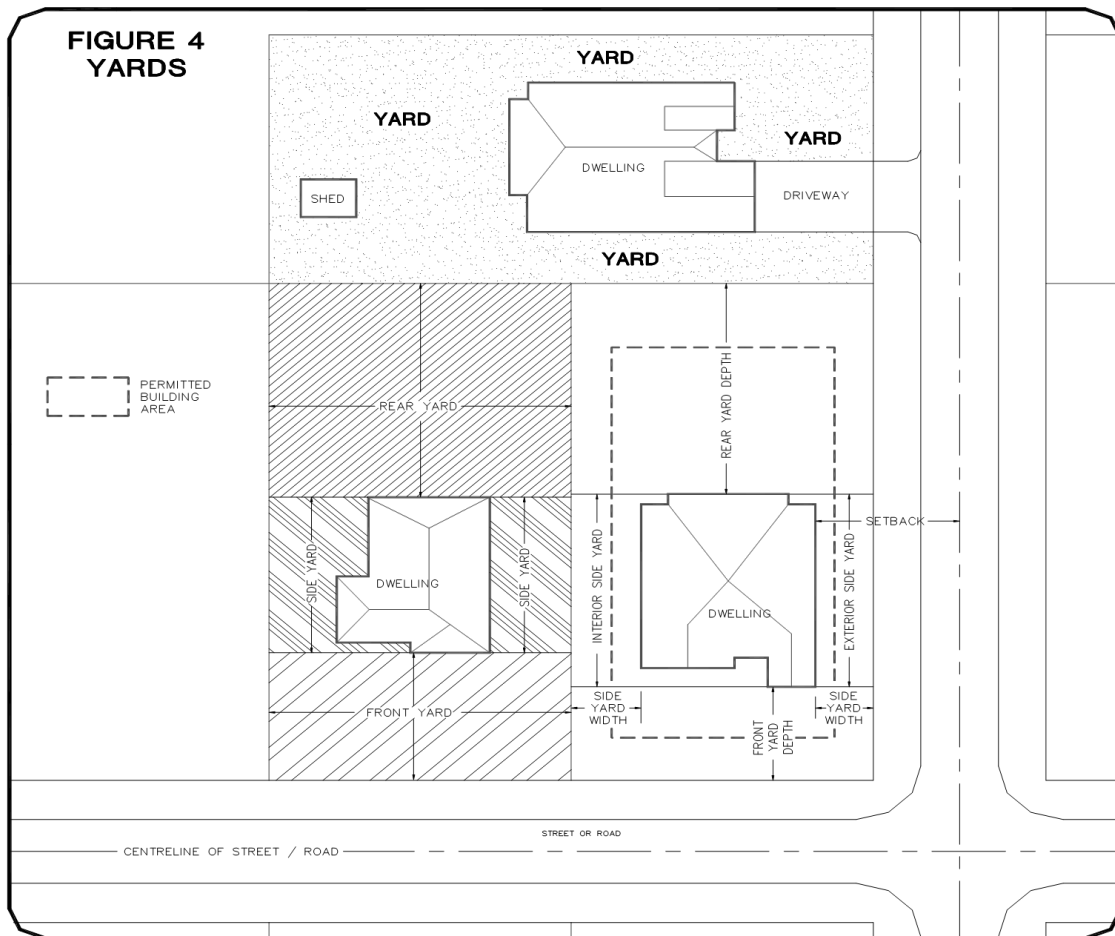 FIGURE 4
YARDS
YARD
YARD
YARD
DWELLING
SHED
DRIVEWAY
YARD
PERMITTED
BUILDING
AREA
REAR YARD
REAR YARD DEPTH
SETBACK
SIDE YARD
DWELLING
SIDE YARD
INTERIOR SIDE YARD
DWELLING
EXTERIOR SIDE YARD
FRONT YARD
SIDE
YARD
WIDTH
FRONT
YARD
DEPTH
SIDE
YARD
WIDTH
STREET OR ROAD
CENTRELINE OF STREET / ROAD